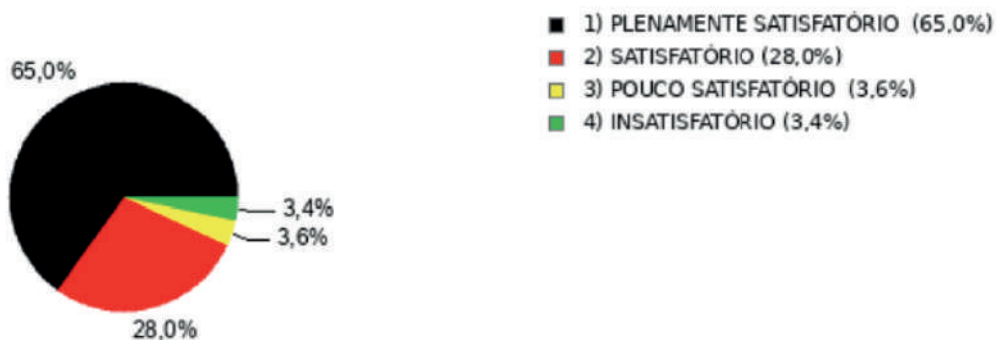 1) PLENAMENTE SATISFATÓRIO (65,0%)
2) SATISFATÓRIO (28,0%)
3) POUCO SATISFATÓRIO (3,6%)
4) INSATISFATÓRIO (3,4%)
65,0%
3,4%
3,6%
28,0%